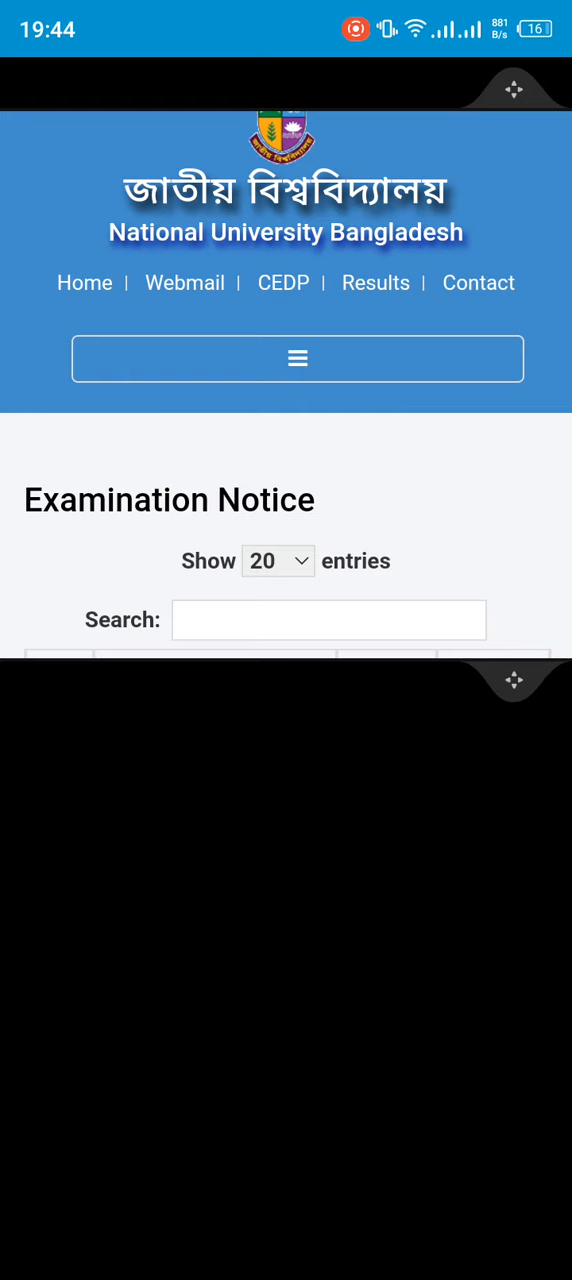 19:44
881
B/s
16
জাতীয় বিশ্ববিদ্যালয়
National University Bangladesh
Home | Webmail | CEDP | Results | Contact
Examination Notice
Show 20 entries
Search: